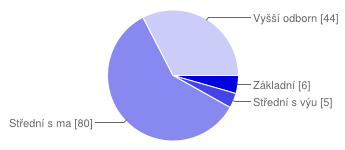 Vyšší odborn [44]
Základní [6]
Střední s výu [5]
Střední s ma [80]